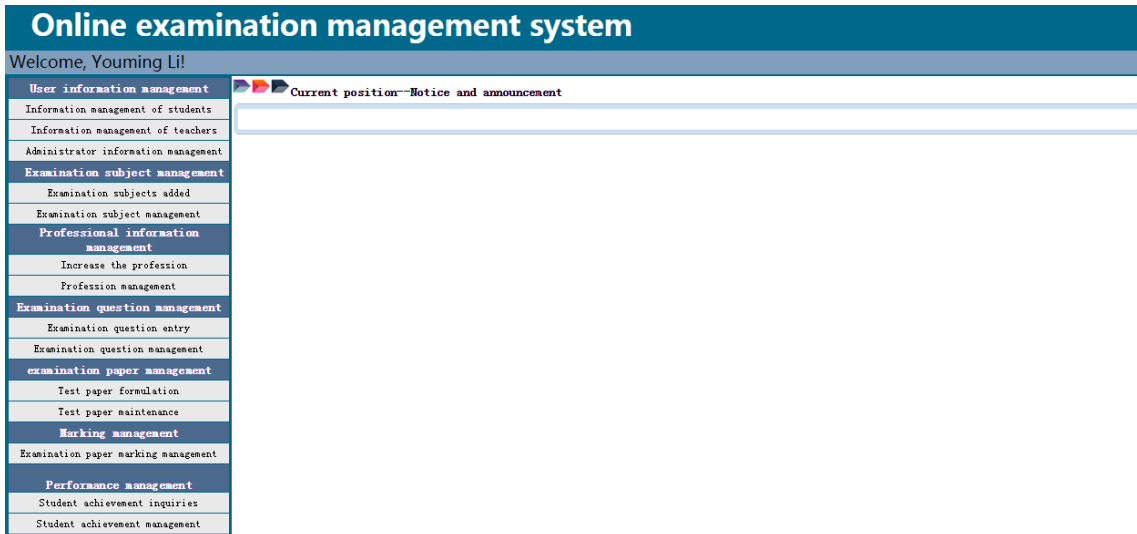 Online examination management system
Welcome, Youming Li!
User information management
Information management of students
Information management of teachers
Administrator information management
Examination subject management
Examination subjects added
Examination subject management
Professional information
management
Increase the profession
Profession management
Examination question management
Examination question entry
Examination question management
examination paper management
Test paper formulation
Test paper maintenance
Marking management
Examination paper marking management
Performance management
Student achievement inquiries
Student achievement management
Current position--Notice and announcement